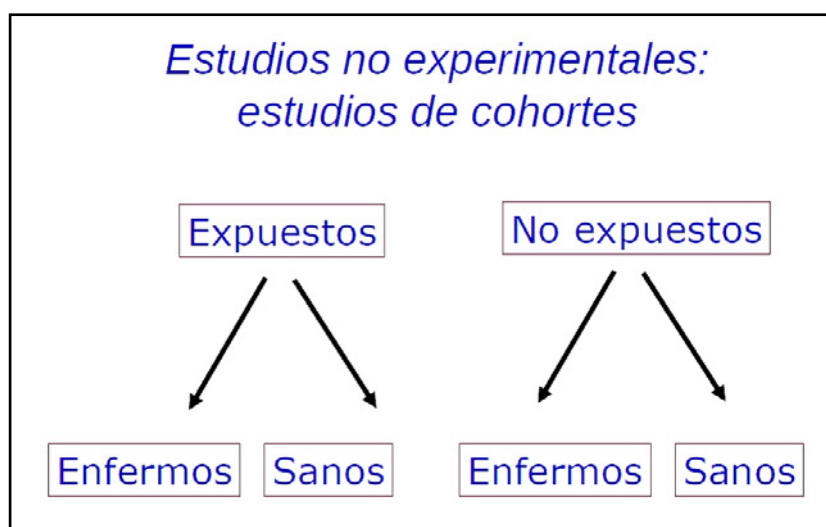 Estudios no experimentales:
estudios de cohortes
Expuestos
No expuestos
Enfermos
Sanos
Enfermos
Sanos